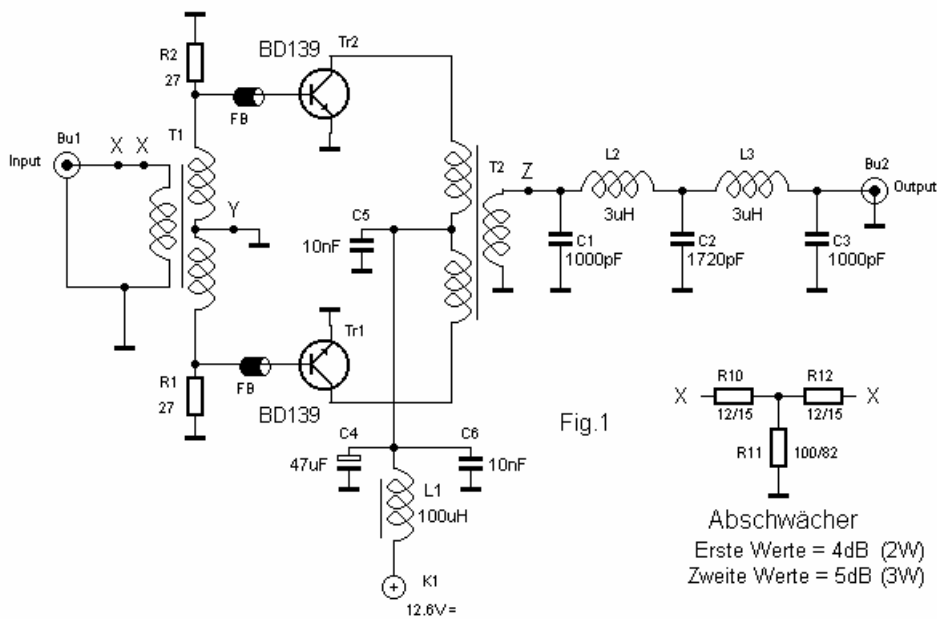 BD139
Tr2
R2
27
FB
T1
Bu1
X X
Input
Y
C5
10nF
T2
Z
L2
3uH
L3
3uH
Bu2
Output
C1
1000pF
C2
1720pF
C3
1000pF
Tr1
R1
27
FB
BD139
C4
47uF
C6
10nF
L1
100uH
K1
12.6V=
Fig.1
X
R10
12/15
R12
12/15
X
R11
100/82
Abschwächer
Erste Werte = 4dB (2W)
Zweite Werte = 5dB (3W)